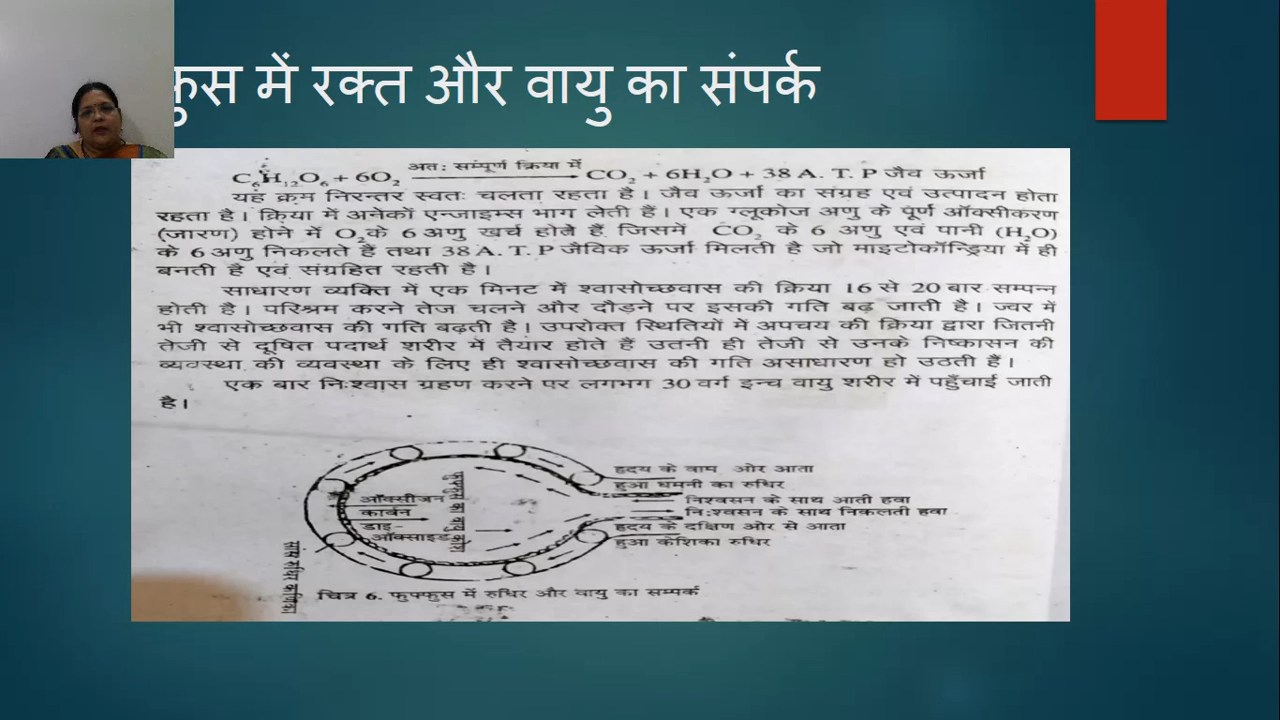 फुस में रक्त और वायु का संपर्क
C₆H₁₂O₆ + 6O₂ अतः सम्पूर्ण क्रिया में CO₂ + 6H₂O + 38 A. T. P जैव ऊर्जा
यह क्रम निरन्तर स्वतः चलता रहता है। जैव ऊर्जा का संग्रह एवं उत्पादन होता
रहता है। क्रिया में अनेकों एन्जाइम्स भाग लेती हैं। एक ग्लूकोज अणु के पूर्ण ऑक्सीकरण
(जारण) होने में O₂ के 6 अणु खर्च होते हैं जिसमें CO₂ के 6 अणु एवं पानी (H₂O)
के 6 अणु निकलते हैं तथा 38 A. T. P जैविक ऊर्जा मिलती है जो माइटोकॉन्ड्रिया में ही
बनती है एवं संग्रहित रहती है।
साधारण व्यक्ति में एक मिनट में श्वासोच्छवास की क्रिया 16 से 20 बार सम्पन्न
होती है। परिश्रम करने तेज चलने और दौड़ने पर इसकी गति बढ़ जाती है। ज्वर में
भी श्वासोच्छवास की गति बढ़ती है। उपरोक्त स्थितियों में अपचय की क्रिया द्वारा जितनी
तेजी से दूषित पदार्थ शरीर में तैयार होते हैं उतनी ही तेजी से उनके निष्कासन की
व्यवस्था की व्यवस्था के लिए ही श्वासोच्छवास की गति असाधारण हो उठती हैं।
एक बार निःश्वास ग्रहण करने पर लगभग 30 वर्ग इन्च वायु शरीर में पहुँचाई जाती
है।
हृदय के वाम ओर आता
हुआ धमनी का रुधिर
निश्वसन के साथ आती हवा
निःश्वसन के साथ निकलती हवा
हृदय के दक्षिण ओर से आता
हुआ केशिका रुधिर
ऑक्सीजन
कार्बन
डाइ-
ऑक्साइड
फुफ्फुस का वायु कोश
रुधिर कणिका
चित्र 6. फुफ्फुस में रुधिर और वायु का सम्पर्क